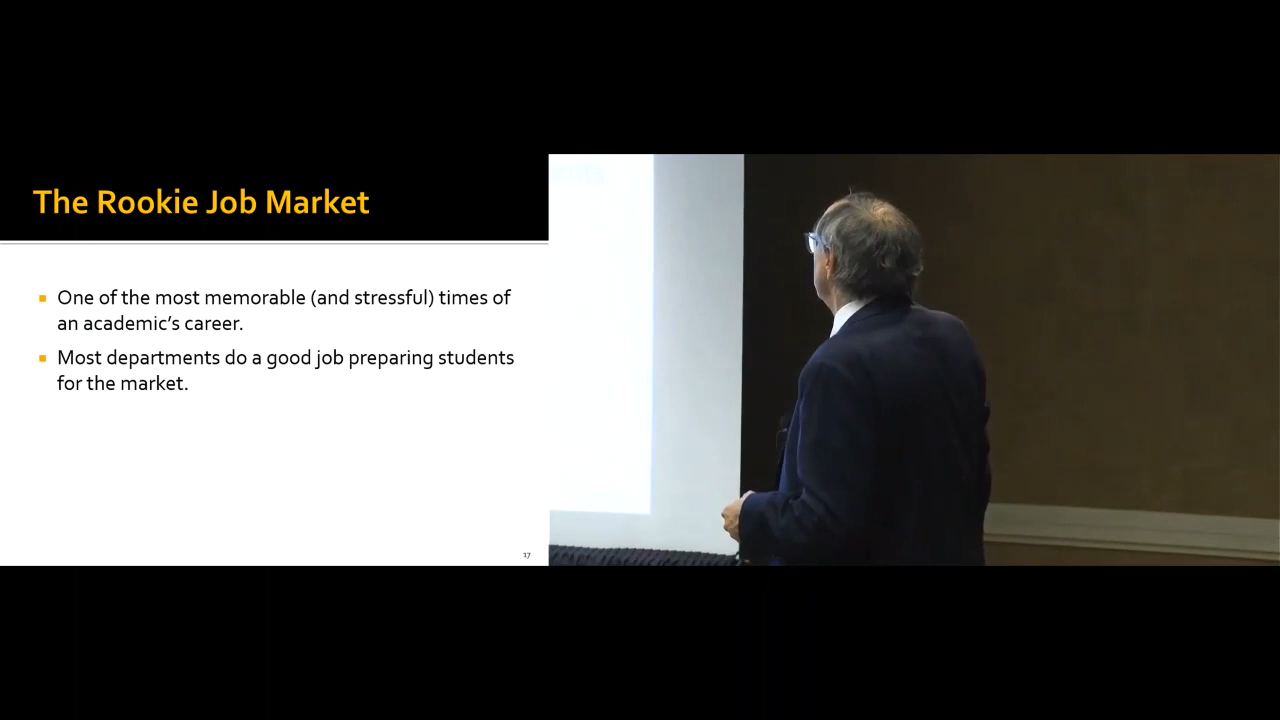 The Rookie Job Market
One of the most memorable (and stressful) times of
an academic's career.
Most departments do a good job preparing students
for the market.
17